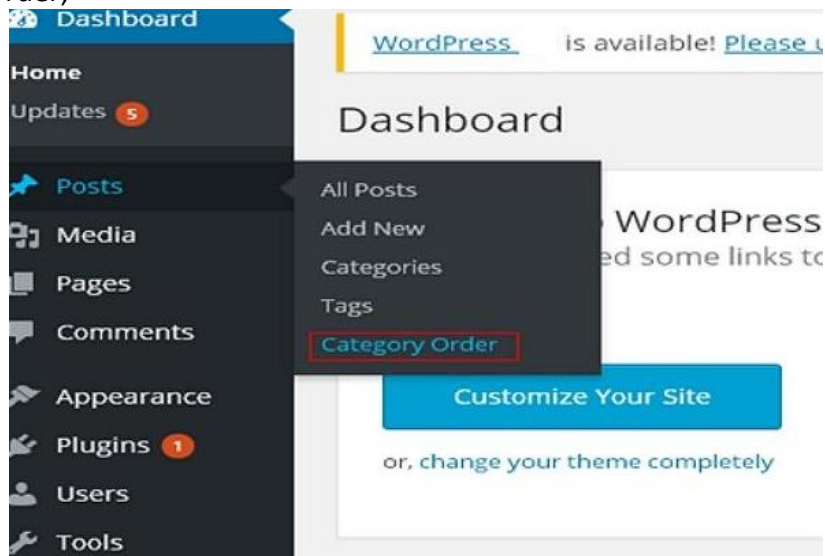 Dashboard
Home
Updates 5
Posts
Media
Pages
Comments
Appearance
Plugins 1
Users
Tools
All Posts
Add New
Categories
Tags
Category Order
WordPress is available! Please
Dashboard
WordPress
some links to
Customize Your Site
or, change your theme completely